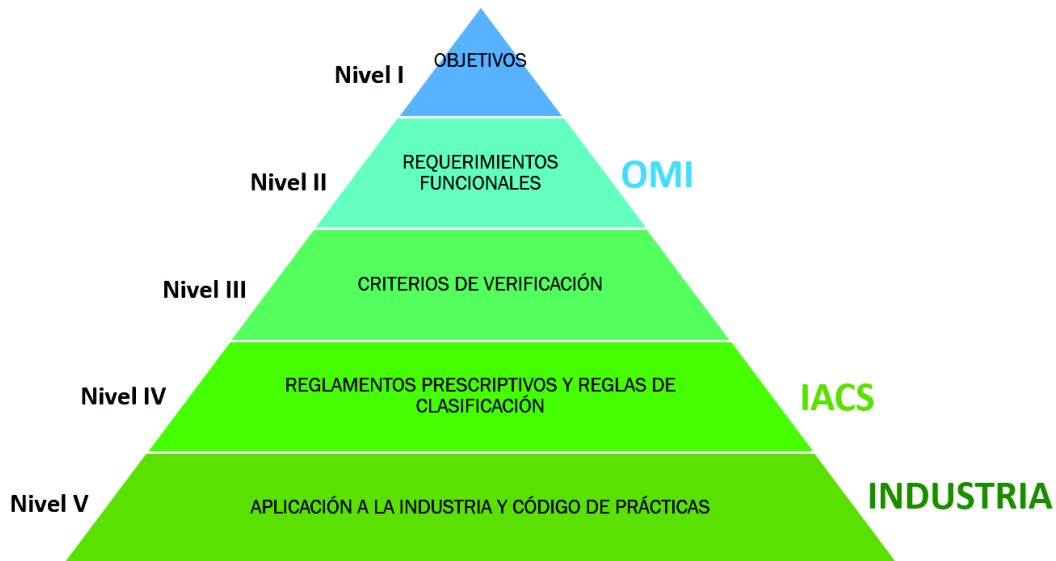 OBJETIVOS
Nivel I
REQUERIMIENTOS
FUNCIONALES
Nivel II
OMI
CRITERIOS DE VERIFICACIÓN
Nivel III
REGLAMENTOS PRESCRIPTIVOS Y REGLAS DE
CLASIFICACIÓN
Nivel IV
IACS
Nivel V
APLICACIÓN A LA INDUSTRIA Y CÓDIGO DE PRÁCTICAS
INDUSTRIA